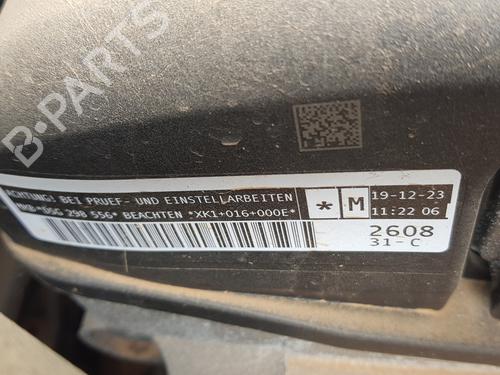 B-PARTS
ACHTUNG! BEI PRUEF- UND EINSTELLARBEITEN
298 556* BEACHTEN *XK1+016+000E*
* M
19-12-23
11:22 06
2608
31-C